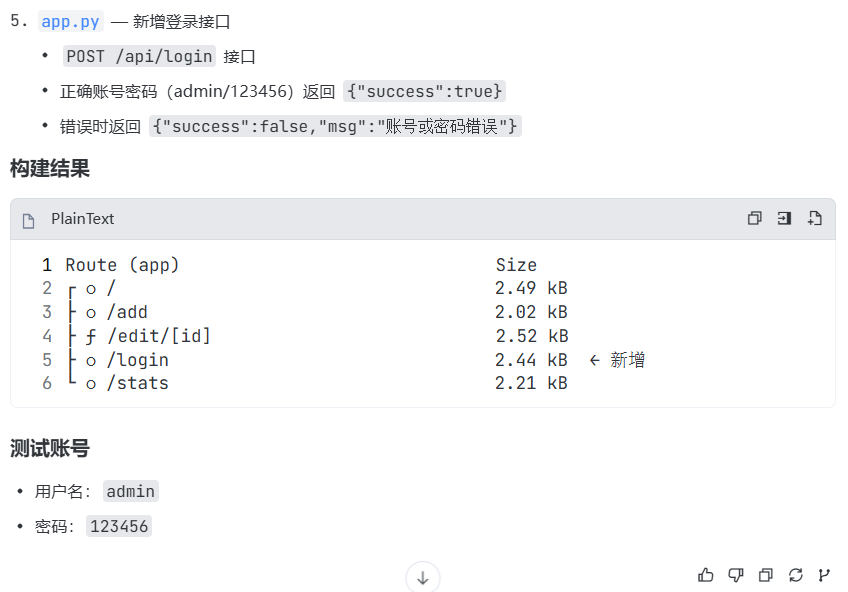 5. app.py — 新增登录接口
• POST /api/login 接口
• 正确账号密码（admin/123456）返回 {"success":true}
• 错误时返回 {"success":false,"msg":"账号或密码错误"}
构建结果
PlainText
1 Route (app) Size
2 ┌ ○ / 2.49 kB
3 ├ ○ /add 2.02 kB
4 ├ ƒ /edit/[id] 2.52 kB
5 ├ ○ /login 2.44 kB ← 新增
6 └ ○ /stats 2.21 kB
测试账号
• 用户名： admin
• 密码： 123456